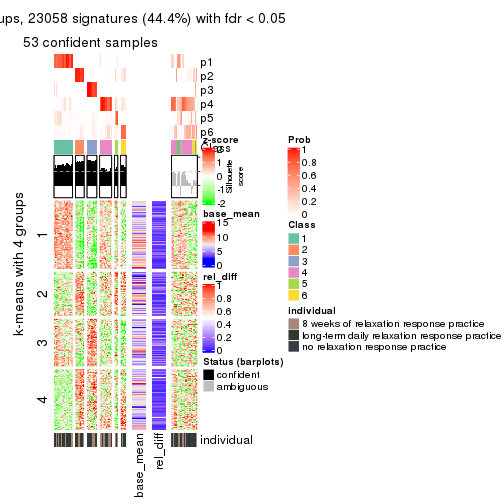 ups, 23058 signatures (44.4%) with fdr < 0.05
53 confident samples
p1
p2
p3
p4
p5
p6
Class
z-score
2
1
0
-1
-2
Silhouette
score
base_mean
15
10
5
0
rel_diff
1
0.8
0.6
0.4
0.2
0
Status (barplots)
confident
ambiguous
Prob
1
0.8
0.6
0.4
0.2
0
Class
1
2
3
4
5
6
individual
8 weeks of relaxation response practice
long-term daily relaxation response practice
no relaxation response practice
k-means with 4 groups
1
2
3
4
individual
base_mean
rel_diff